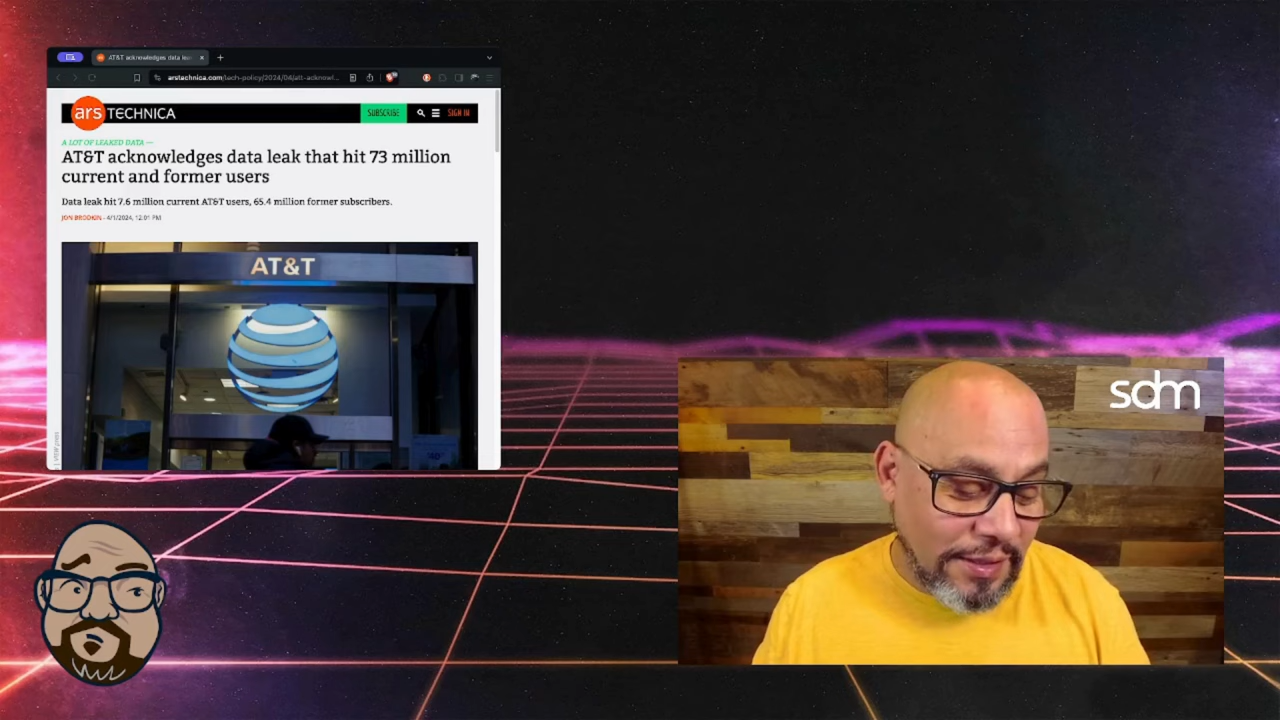 AT&T acknowledges data lea
arstechnica.com/tech-policy/2024/04/att-acknowl...
ars TECHNICA
SUBSCRIBE
SIGN IN
A LOT OF LEAKED DATA —
AT&T acknowledges data leak that hit 73 million
current and former users
Data leak hit 7.6 million current AT&T users, 65.4 million former subscribers.
JON BRODKIN - 4/1/2024, 12:01 PM
AT&T
sdm